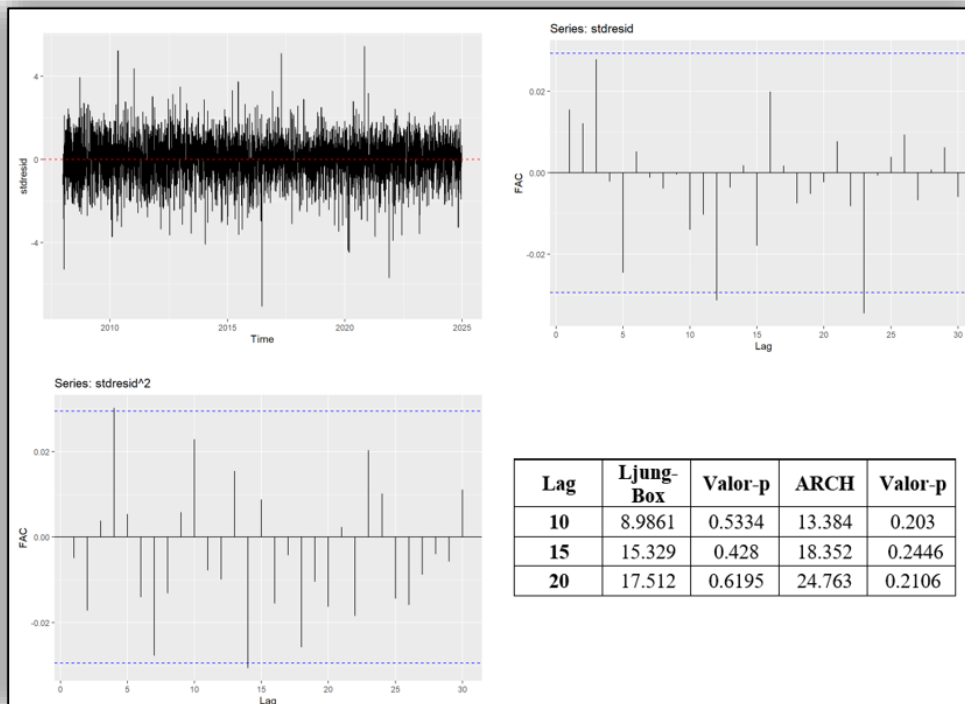 Series: stdresid
4
0
-4
stdresid
2010
2015
2020
2025
Time
0.02
0.00
-0.02
FAC
0
5
10
15
20
25
30
Lag
Series: stdresid^2
0.02
0.00
-0.02
FAC
0
5
10
15
20
25
30
Lag
Lag Ljung-Box Valor-p ARCH Valor-p
10 8.9861 0.5334 13.384 0.203
15 15.329 0.428 18.352 0.2446
20 17.512 0.6195 24.763 0.2106